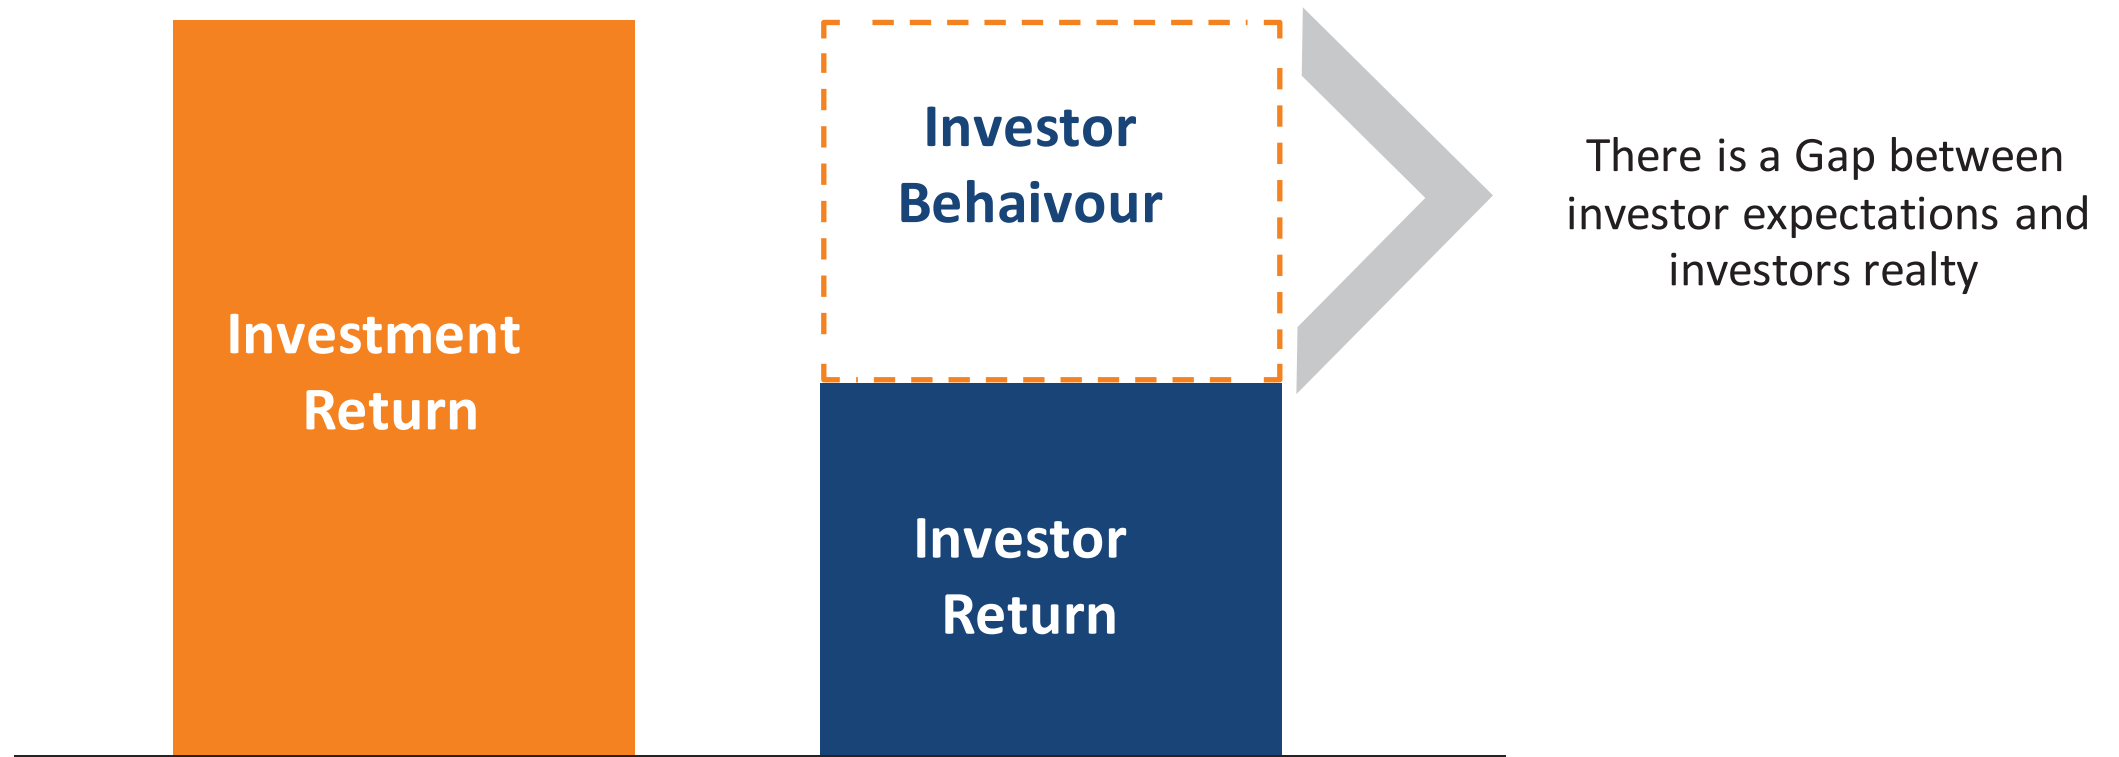 Investment
Return
Investor
Behaivour
Investor
Return
There is a Gap between
investor expectations and
investors realty